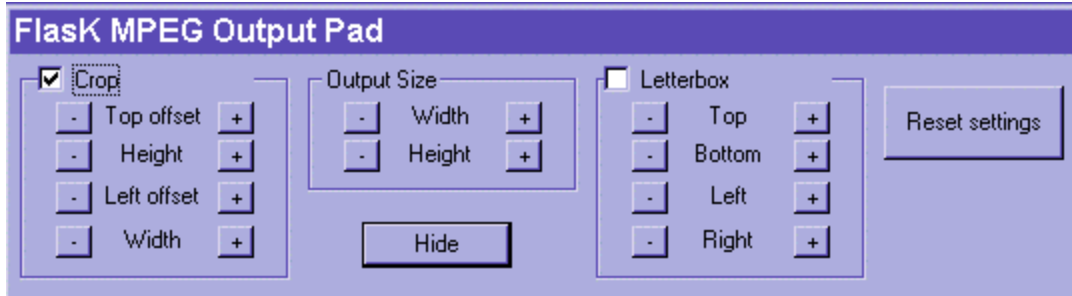 FlasK MPEG Output Pad
Crop
- Top offset +
- Height +
- Left offset +
- Width +
Output Size
- Width +
- Height +
Hide
Letterbox
- Top +
- Bottom +
- Left +
- Right +
Reset settings